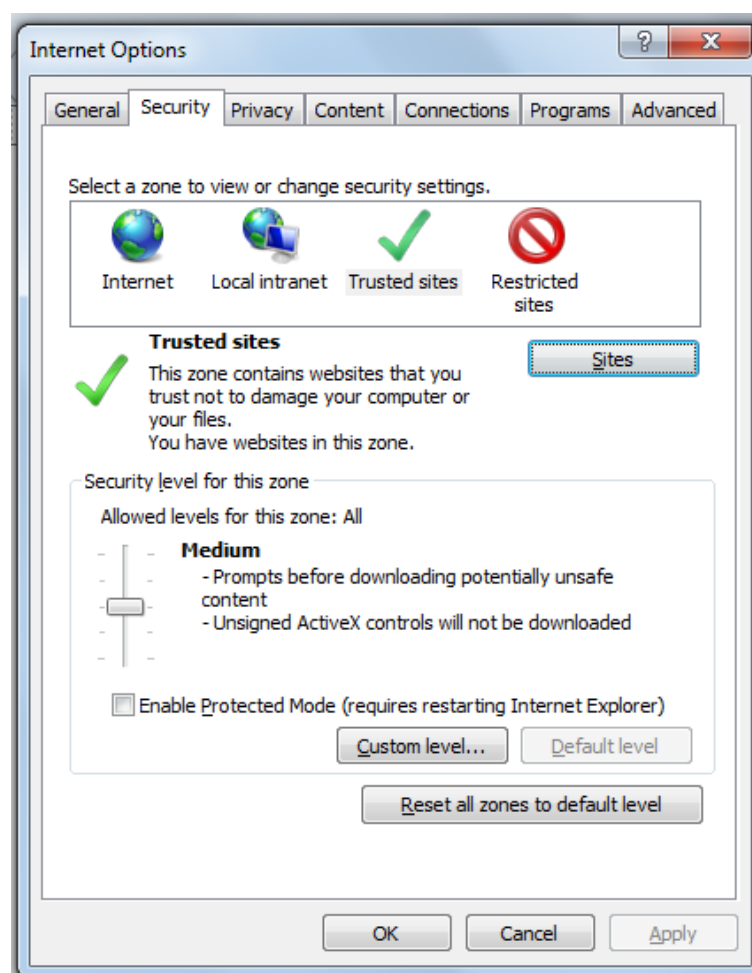 Internet Options
? X
General Security Privacy Content Connections Programs Advanced
Select a zone to view or change security settings.
Internet Local intranet Trusted sites Restricted
sites
Trusted sites
Sites
This zone contains websites that you
trust not to damage your computer or
your files.
You have websites in this zone.
Security level for this zone
Allowed levels for this zone: All
Medium
- Prompts before downloading potentially unsafe
content
- Unsigned ActiveX controls will not be downloaded
Enable Protected Mode (requires restarting Internet Explorer)
Custom level... Default level
Reset all zones to default level
OK Cancel Apply